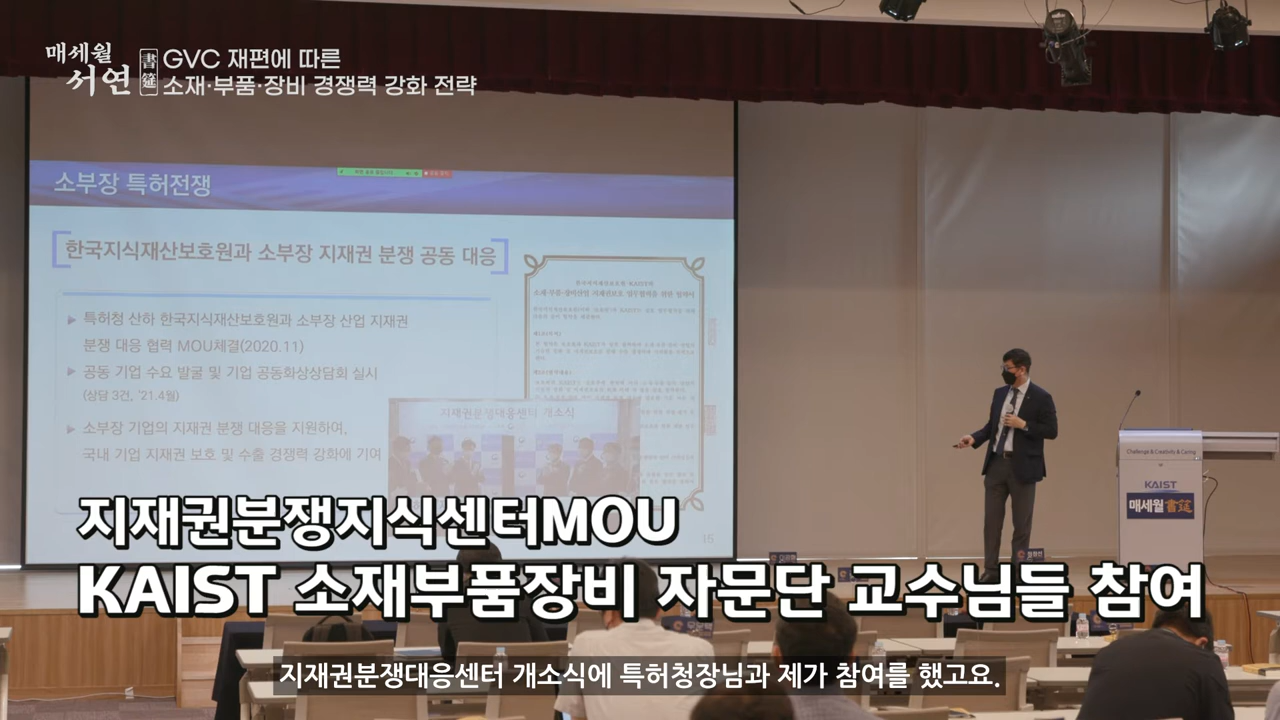 매세월
서연
書筵
GVC 재편에 따른
소재·부품·장비 경쟁력 강화 전략
소부장 특허전쟁
한국지식재산보호원과 소부장 지재권 분쟁 공동 대응
▶ 특허청 산하 한국지식재산보호원과 소부장 산업 지재권
분쟁 대응 협력 MOU체결(2020.11)
▶ 공동 기업 수요 발굴 및 기업 공동화상상담회 실시
(상담 3건, '21.4월)
▶ 소부장 기업의 지재권 분쟁 대응을 지원하여,
국내 기업 지재권 보호 및 수출 경쟁력 강화에 기여
지재권분쟁대응센터 개소식
16
Challenge & Creativity & Caring
KAIST
매세월 書筵
지재권분쟁지식센터MOU
KAIST 소재부품장비 자문단 교수님들 참여
지재권분쟁대응센터 개소식에 특허청장님과 제가 참여를 했고요.